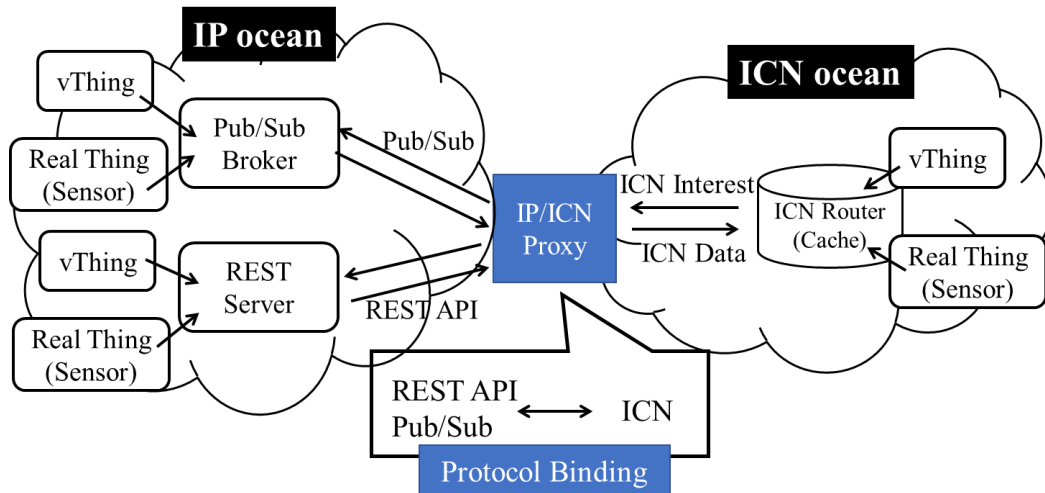 IP ocean
vThing
Pub/Sub
Broker
Real Thing
(Sensor)
Pub/Sub
vThing
REST
Server
REST API
Real Thing
(Sensor)
IP/ICN
Proxy
ICN ocean
ICN Interest
ICN Data
vThing
ICN Router
(Cache)
Real Thing
(Sensor)
REST API
Pub/Sub
ICN
Protocol Binding